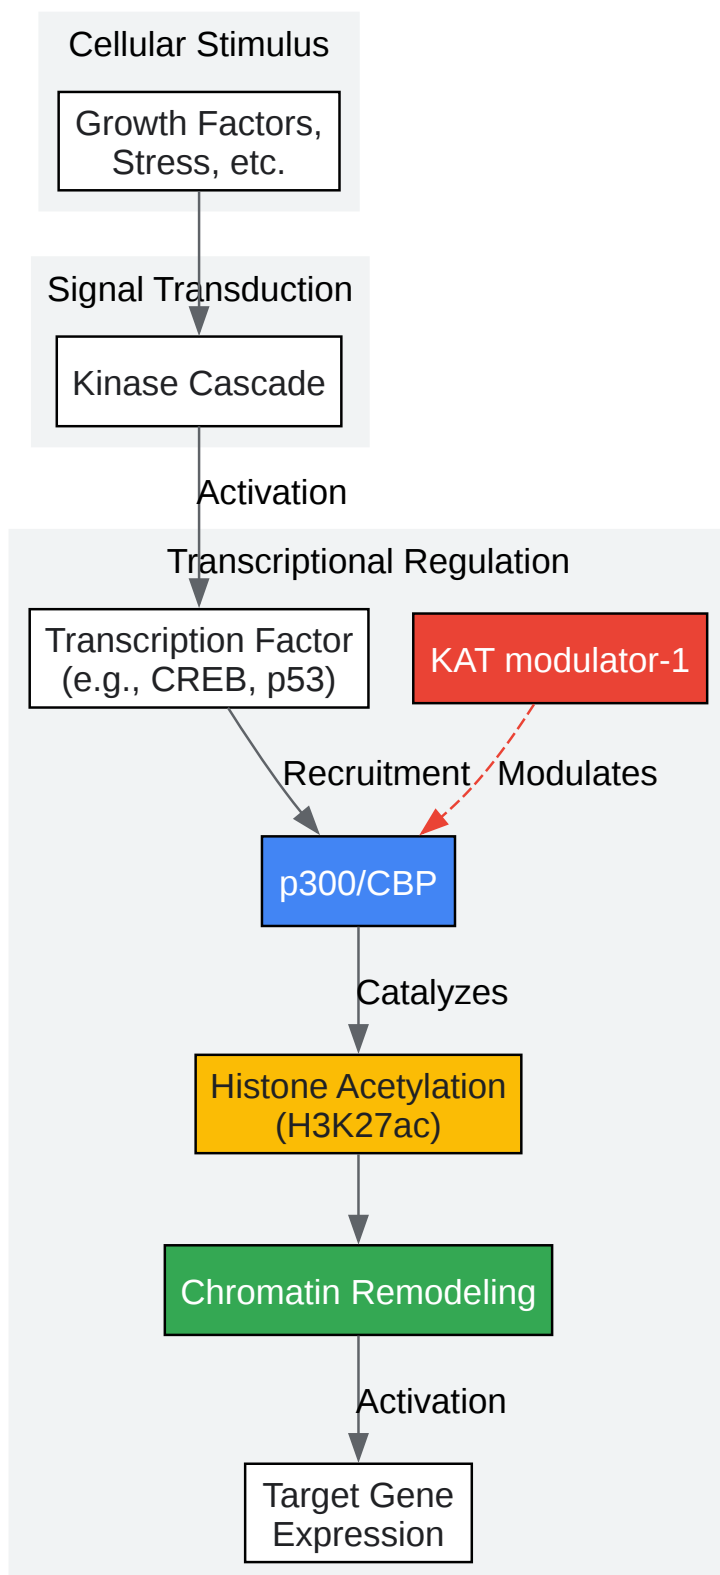 Cellular Stimulus
Growth Factors,
Stress, etc.
Signal Transduction
Kinase Cascade
Activation
Transcriptional Regulation
Transcription Factor
(e.g., CREB, p53)
KAT modulator-1
Recruitment
Modulates
p300/CBP
Catalyzes
Histone Acetylation
(H3K27ac)
Chromatin Remodeling
Activation
Target Gene
Expression